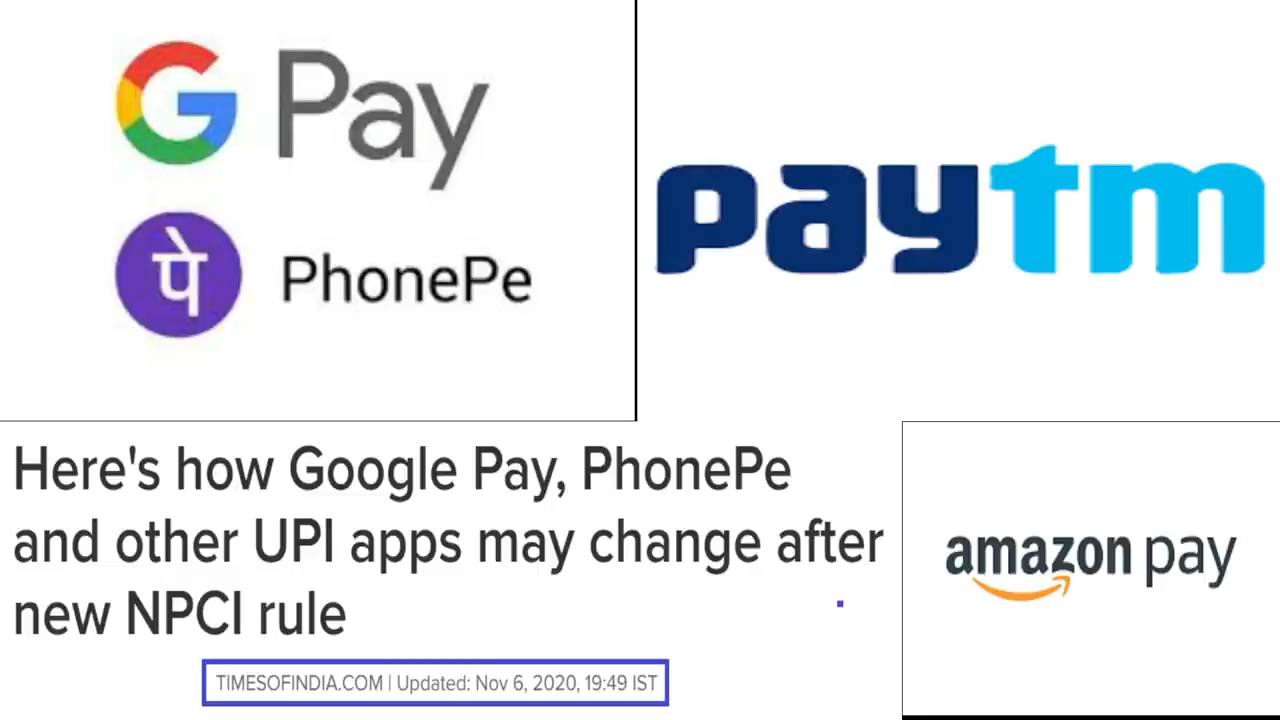 G Pay
पे PhonePe
paytm
Here's how Google Pay, PhonePe
and other UPI apps may change after
new NPCI rule
TIMESOFINDIA.COM | Updated: Nov 6, 2020, 19:49 IST
amazon pay